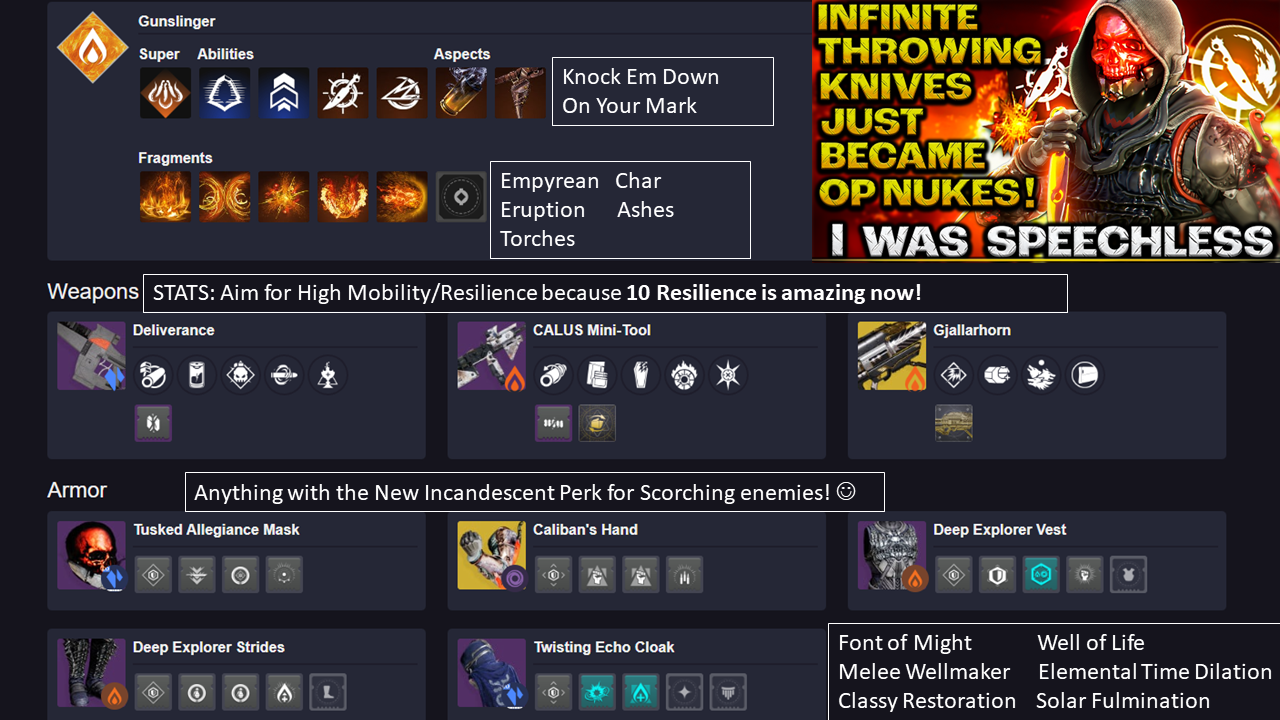 Gunslinger
Super Abilities Aspects
Knock Em Down
On Your Mark
Fragments
Empyrean Char
Eruption Ashes
Torches
INFINITE
THROWING
KNIVES
JUST
BECAME
OP NUKES!
I WAS SPEECHLESS
Weapons
STATS: Aim for High Mobility/Resilience because 10 Resilience is amazing now!
Deliverance
CALUS Mini-Tool
Gjallarhorn
Armor
Anything with the New Incandescent Perk for Scorching enemies! ☺
Tusked Allegiance Mask
Caliban's Hand
Deep Explorer Vest
Deep Explorer Strides
Twisting Echo Cloak
Font of Might Well of Life
Melee Wellmaker Elemental Time Dilation
Classy Restoration Solar Fulmination